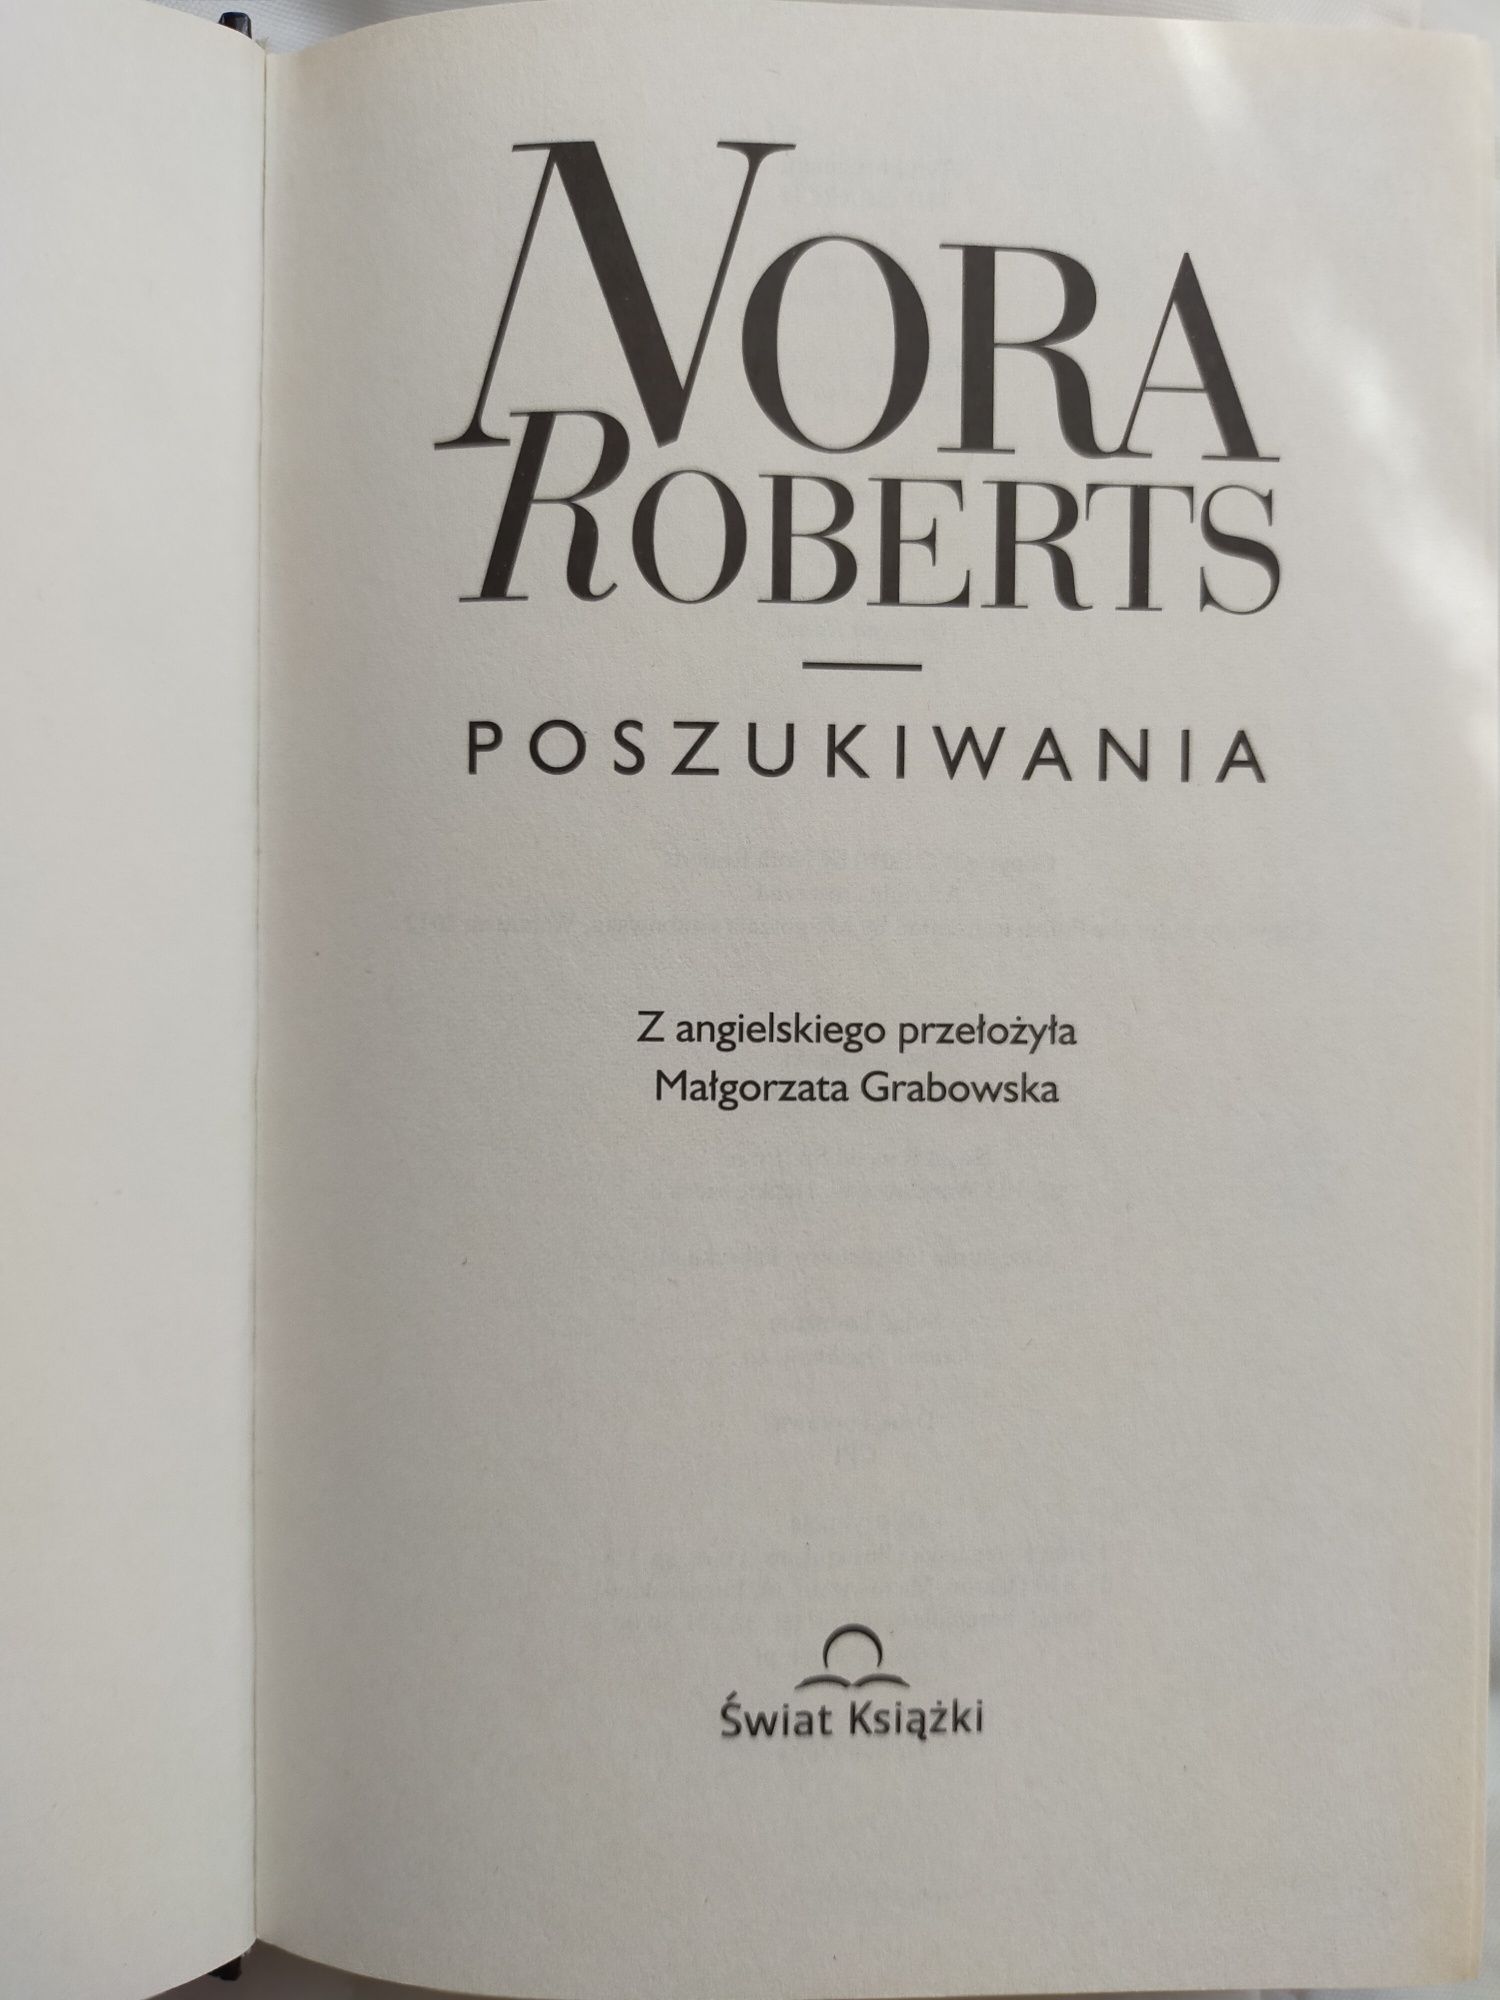 NORA
ROBERTS
POSZUKIWANIA
Z angielskiego przełożyła
Małgorzata Grabowska
Świat Książki